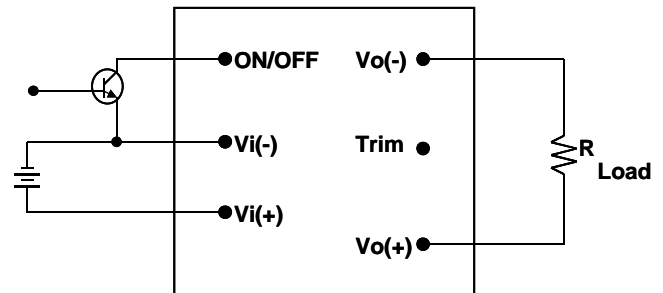 ON/OFF
Vo(-)
Vi(-)
Trim
Vi(+)
Vo(+)
R
Load